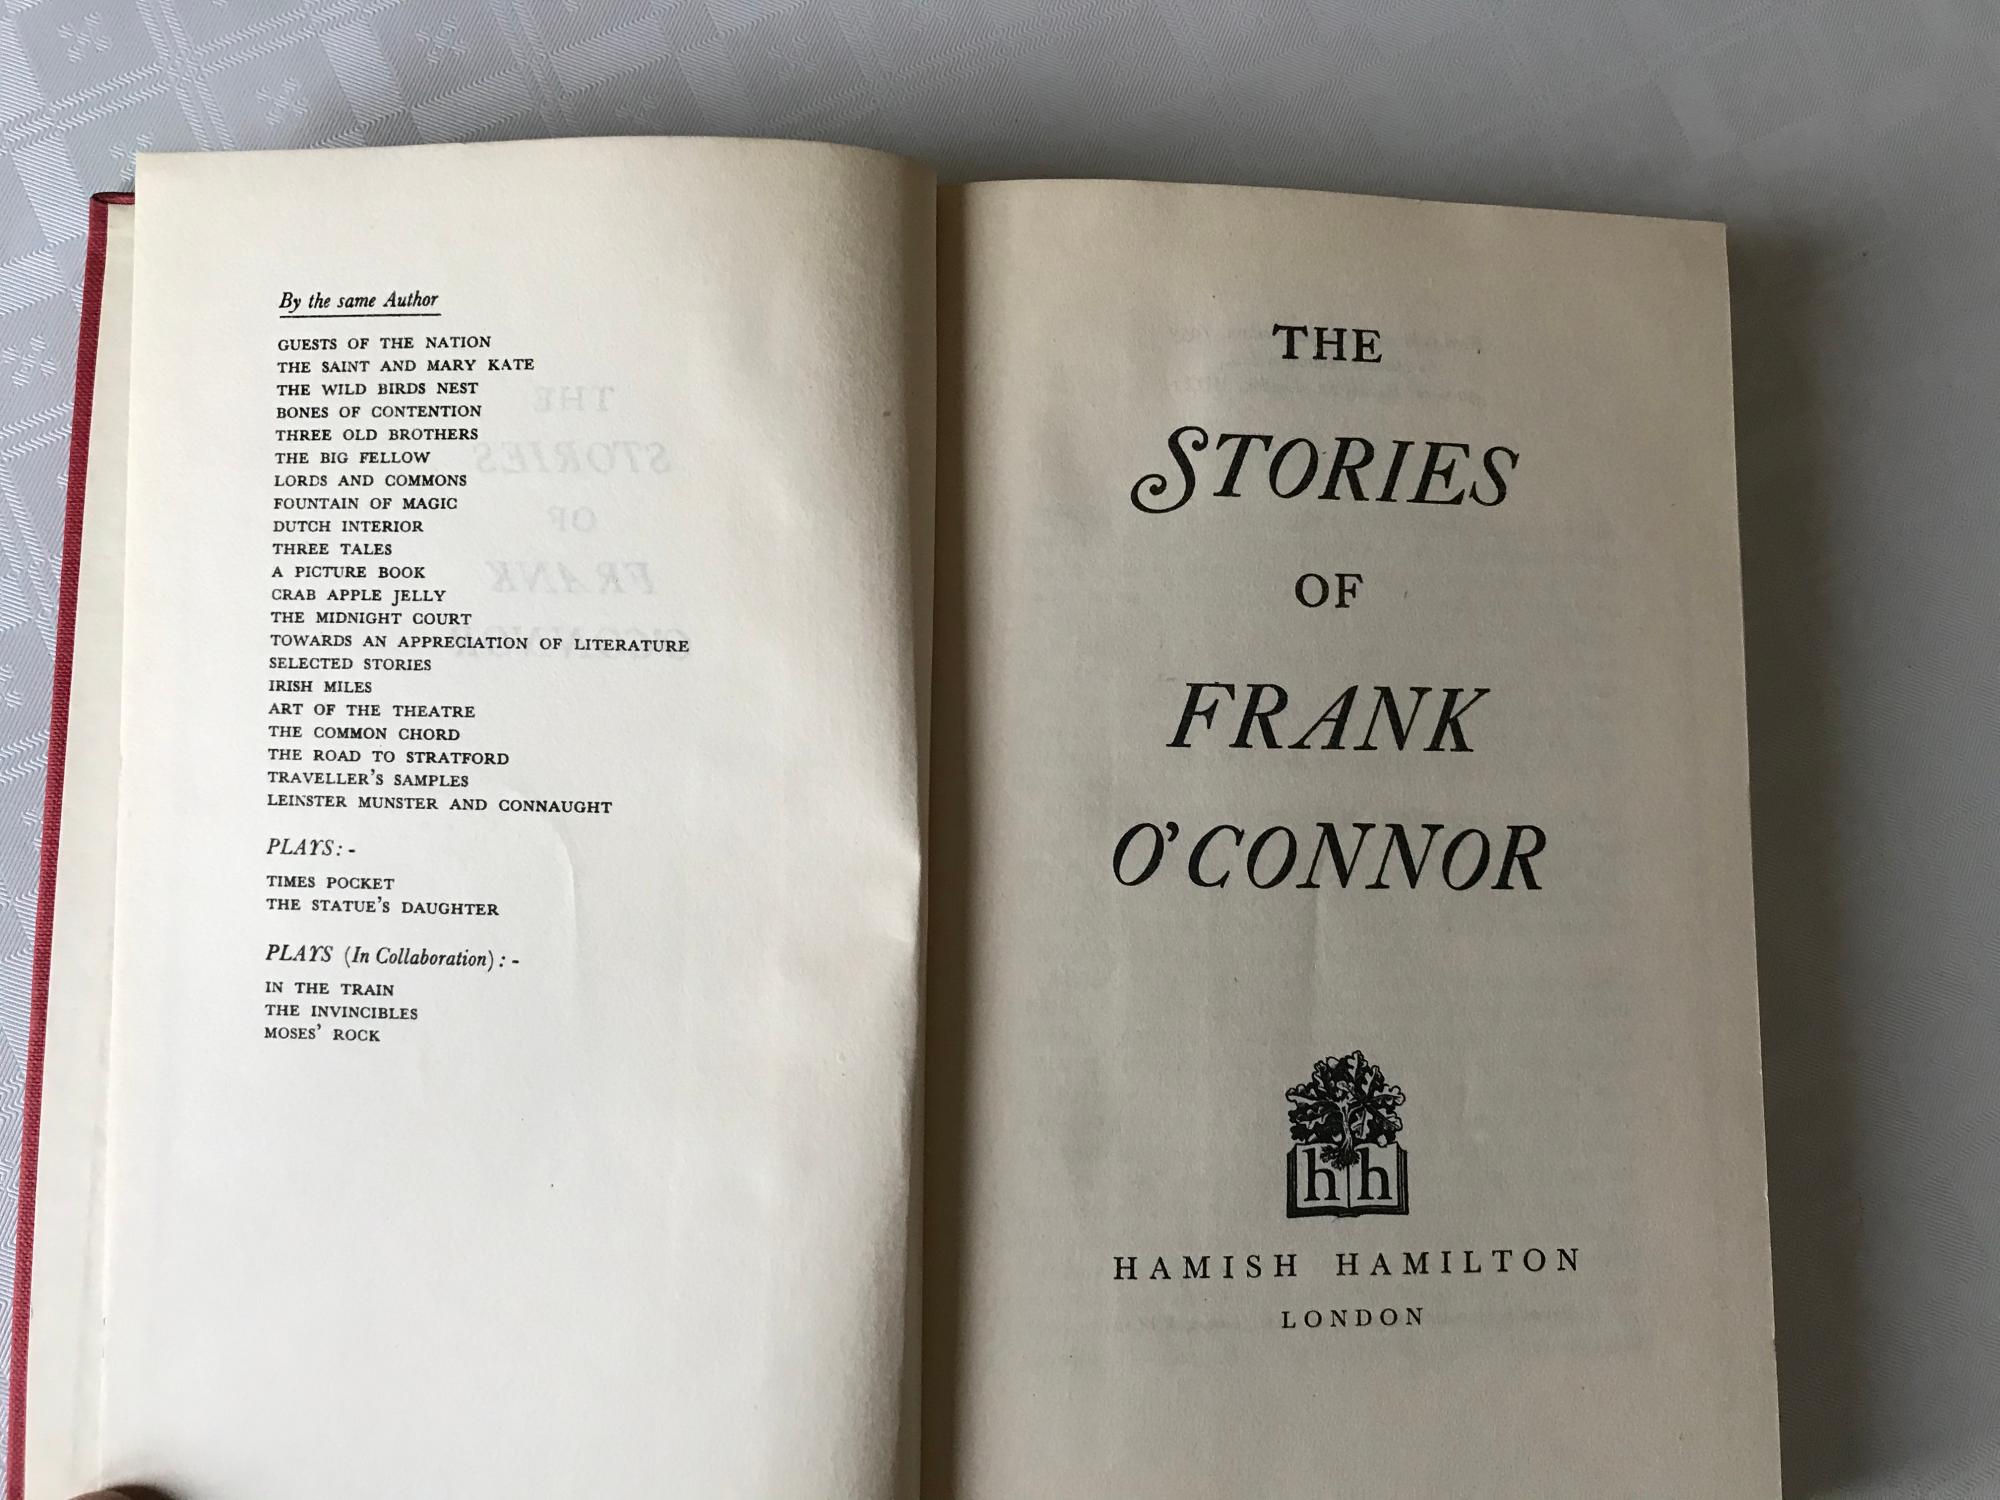 By the same Author
GUESTS OF THE NATION
THE SAINT AND MARY KATE
THE WILD BIRDS NEST
BONES OF CONTENTION
THREE OLD BROTHERS
THE BIG FELLOW
LORDS AND COMMONS
FOUNTAIN OF MAGIC
DUTCH INTERIOR
THREE TALES
A PICTURE BOOK
CRAB APPLE JELLY
THE MIDNIGHT COURT
TOWARDS AN APPRECIATION OF LITERATURE
SELECTED STORIES
IRISH MILES
ART OF THE THEATRE
THE COMMON CHORD
THE ROAD TO STRATFORD
TRAVELLER'S SAMPLES
LEINSTER MUNSTER AND CONNAUGHT
PLAYS:-
TIMES POCKET
THE STATUE'S DAUGHTER
PLAYS (In Collaboration):-
IN THE TRAIN
THE INVINCIBLES
MOSES' ROCK
THE
STORIES
OF
FRANK
O'CONNOR
hh
HAMISH HAMILTON
LONDON